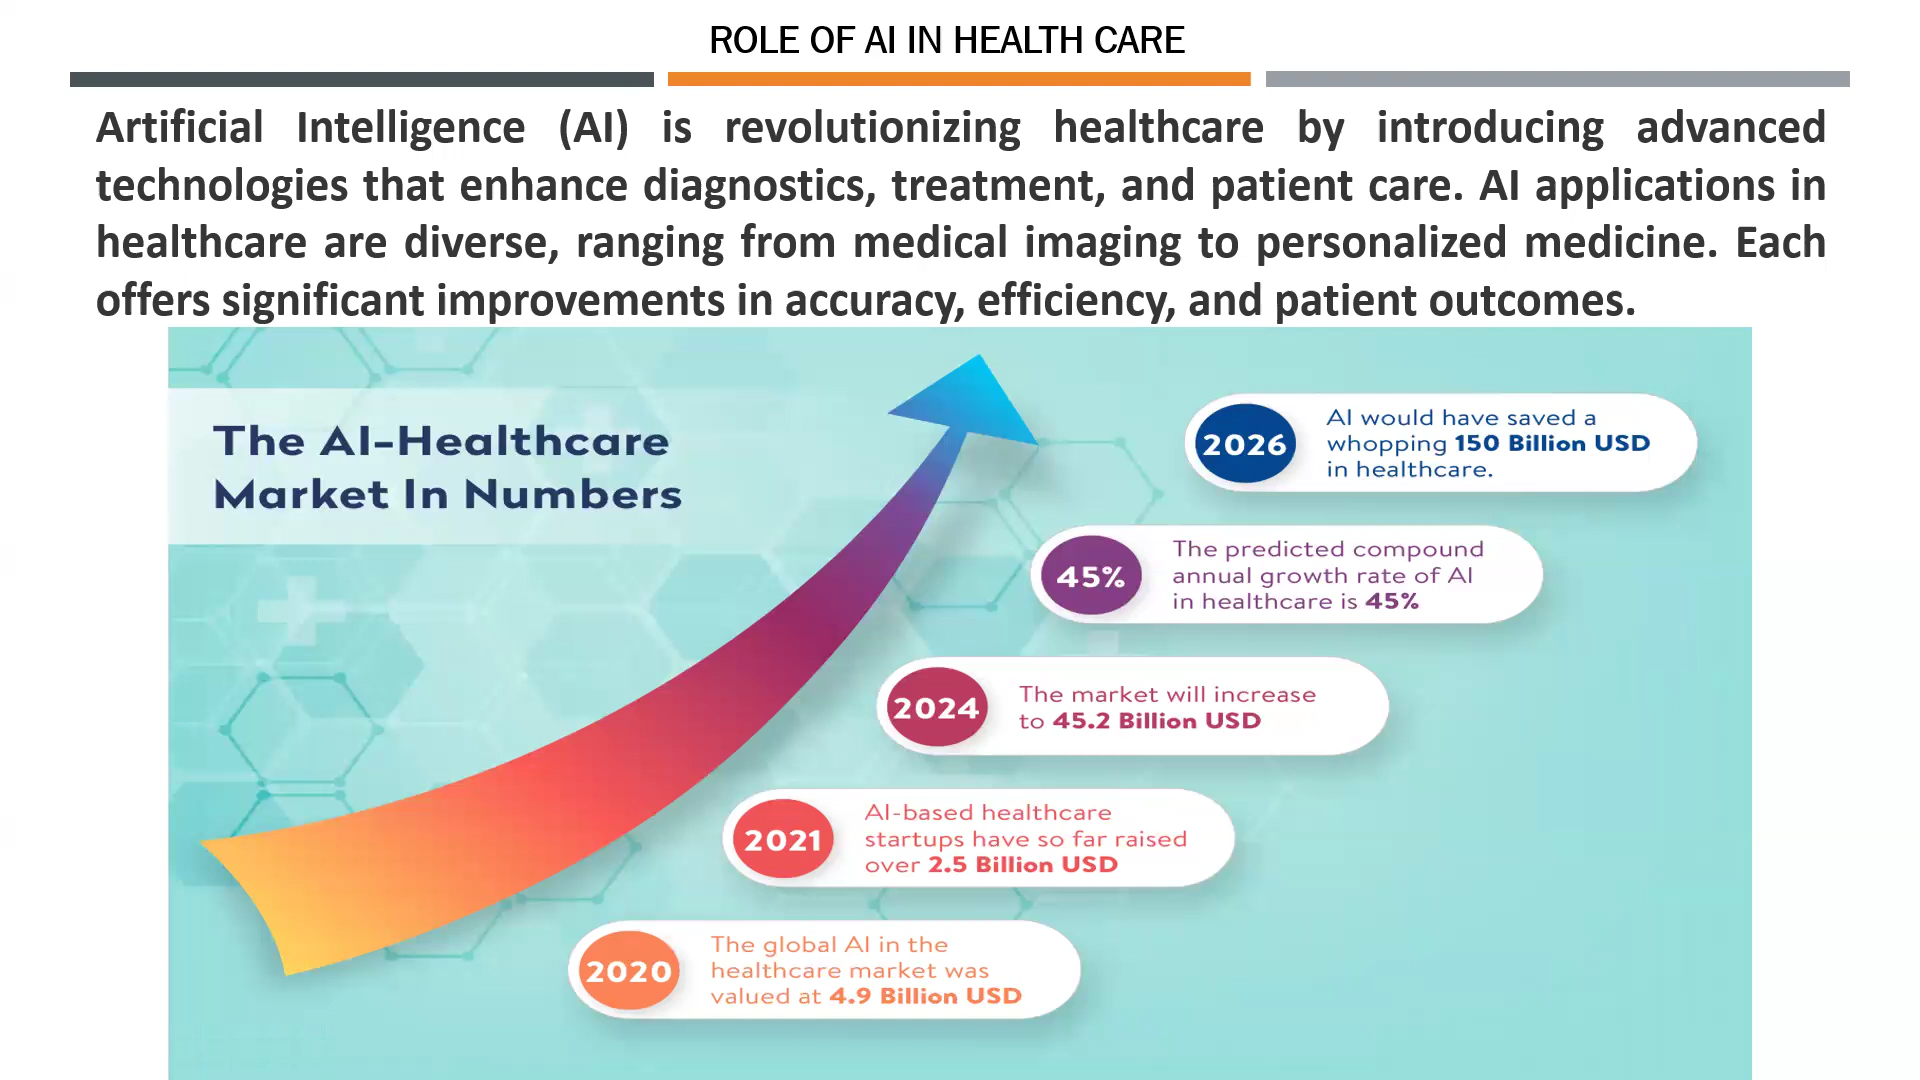 ROLE OF AI IN HEALTH CARE
Artificial Intelligence (AI) is revolutionizing healthcare by introducing advanced
technologies that enhance diagnostics, treatment, and patient care. AI applications in
healthcare are diverse, ranging from medical imaging to personalized medicine. Each
offers significant improvements in accuracy, efficiency, and patient outcomes.
The AI-Healthcare
Market In Numbers
2026
AI would have saved a
whopping 150 Billion USD
in healthcare.
45%
The predicted compound
annual growth rate of AI
in healthcare is 45%
2024
The market will increase
to 45.2 Billion USD
2021
AI-based healthcare
startups have so far raised
over 2.5 Billion USD
2020
The global AI in the
healthcare market was
valued at 4.9 Billion USD